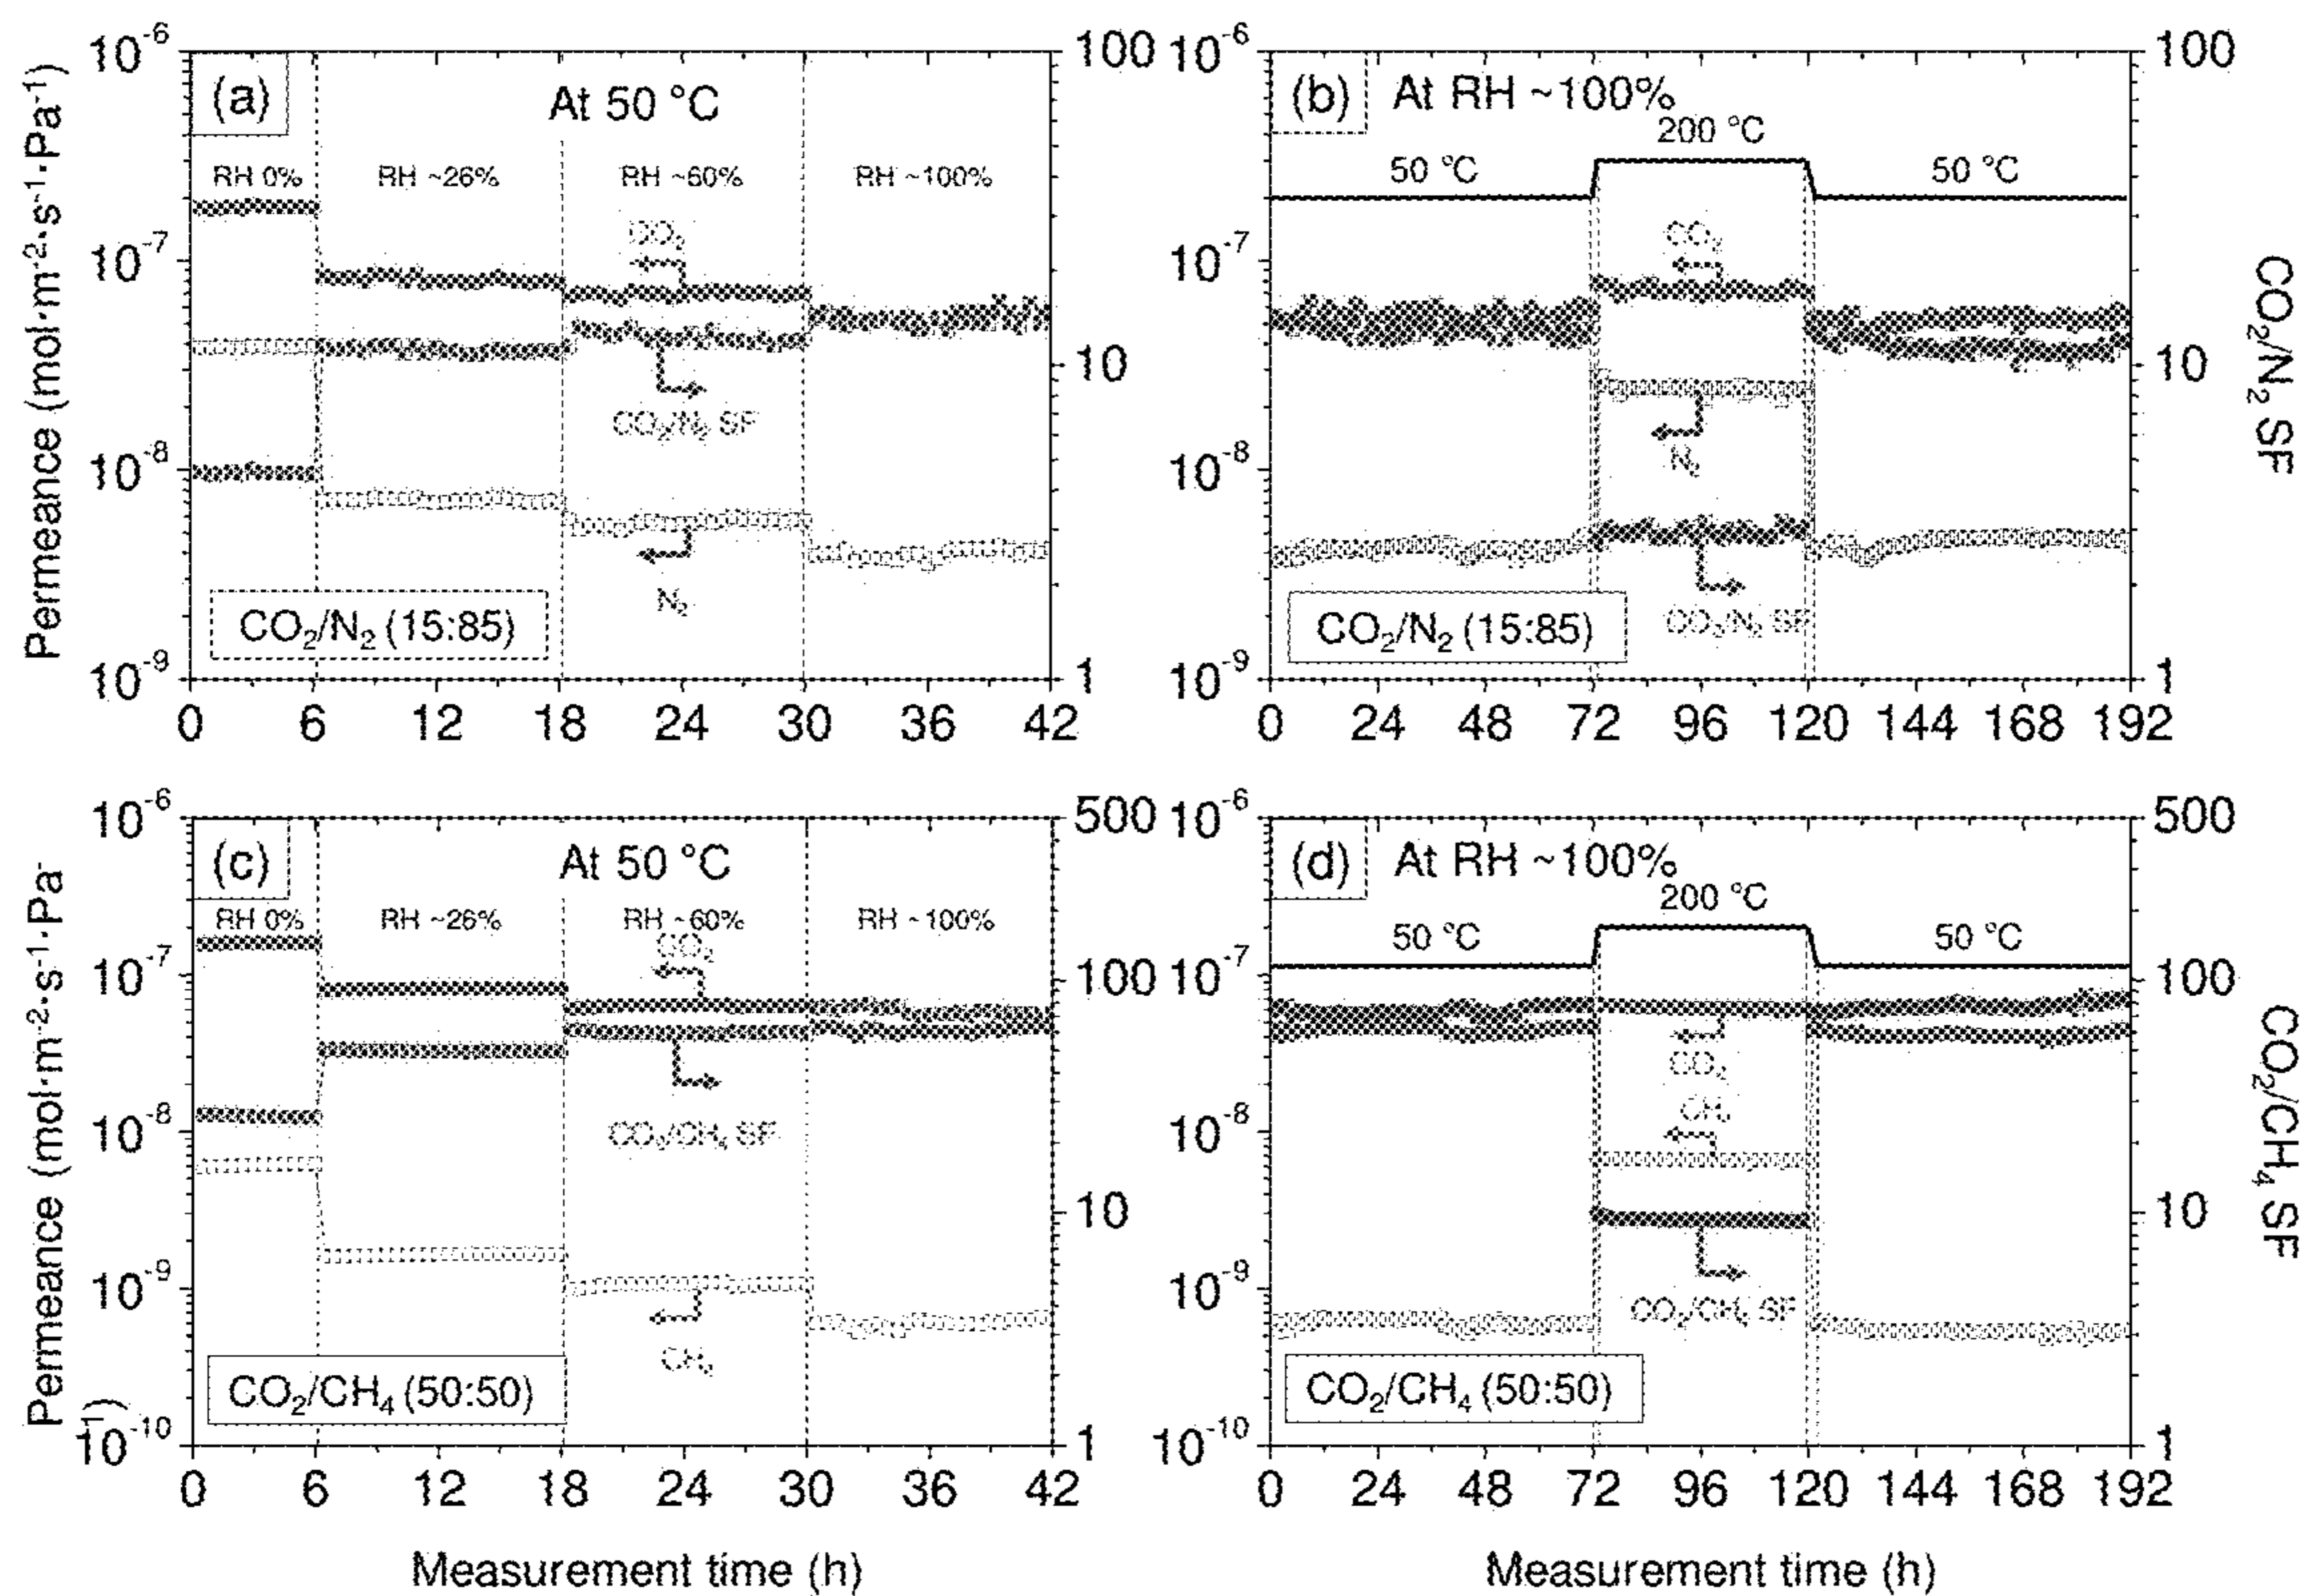 Permeance (mol·m⁻²·s⁻¹·Pa⁻¹)
10⁻⁶
10⁻⁷
10⁻⁸
10⁻⁹
(a)
At 50 °C
RH 0%
RH ~26%
RH ~60%
RH ~100%
CO₂
CO₂/N₂ SF
N₂
CO₂/N₂ (15:85)
100
10
1
0 6 12 18 24 30 36 42
10⁻⁶
10⁻⁷
10⁻⁸
10⁻⁹
(b)
At RH ~100%
200 °C
50 °C
50 °C
CO₂
N₂
CO₂/N₂ SF
CO₂/N₂ (15:85)
100
10
1
CO₂/N₂ SF
0 24 48 72 96 120 144 168 192
Permeance (mol·m⁻²·s⁻¹·Pa⁻
¹)
10⁻⁶
10⁻⁷
10⁻⁸
10⁻⁹
10⁻¹⁰
(c)
At 50 °C
RH 0%
RH ~26%
RH ~60%
RH ~100%
CO₂
CO₂/CH₄ SF
CH₄
CO₂/CH₄ (50:50)
500
100
10
1
0 6 12 18 24 30 36 42
Measurement time (h)
10⁻⁶
10⁻⁷
10⁻⁸
10⁻⁹
10⁻¹⁰
(d)
At RH ~100%
200 °C
50 °C
50 °C
CO₂
CH₄
CO₂/CH₄ SF
CO₂/CH₄ (50:50)
500
100
10
1
CO₂/CH₄ SF
0 24 48 72 96 120 144 168 192
Measurement time (h)